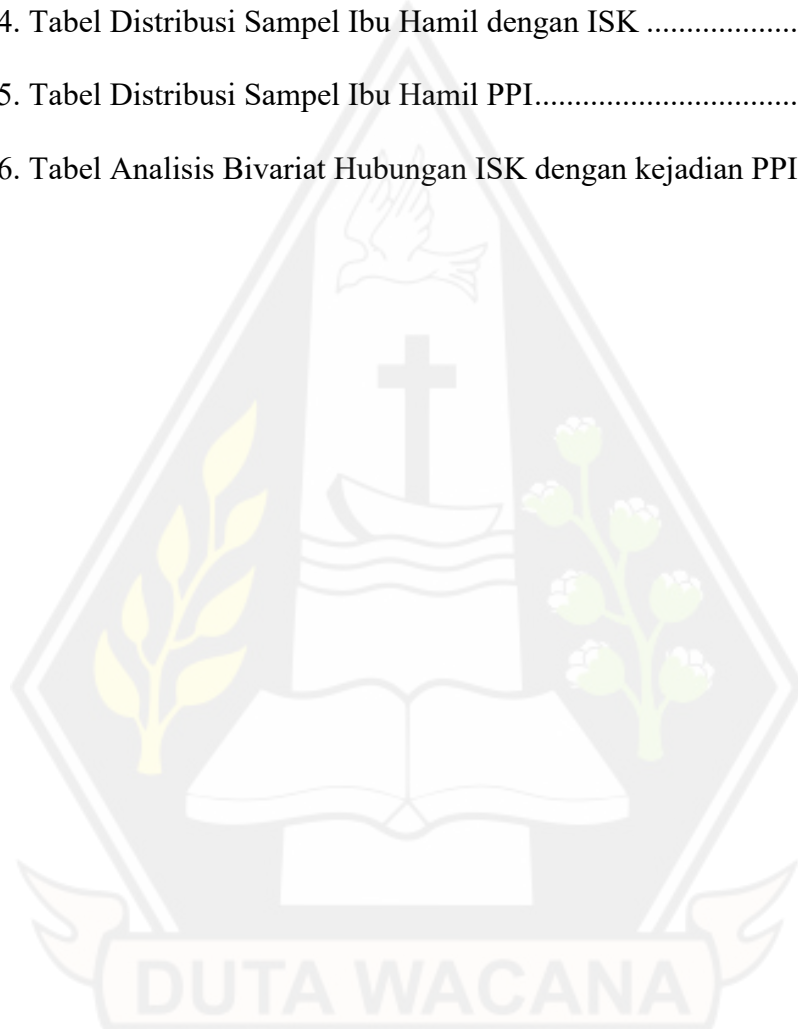 4. Tabel Distribusi Sampel Ibu Hamil dengan ISK ...................
5. Tabel Distribusi Sampel Ibu Hamil PPI.................................
6. Tabel Analisis Bivariat Hubungan ISK dengan kejadian PPI
DUTA WACANA